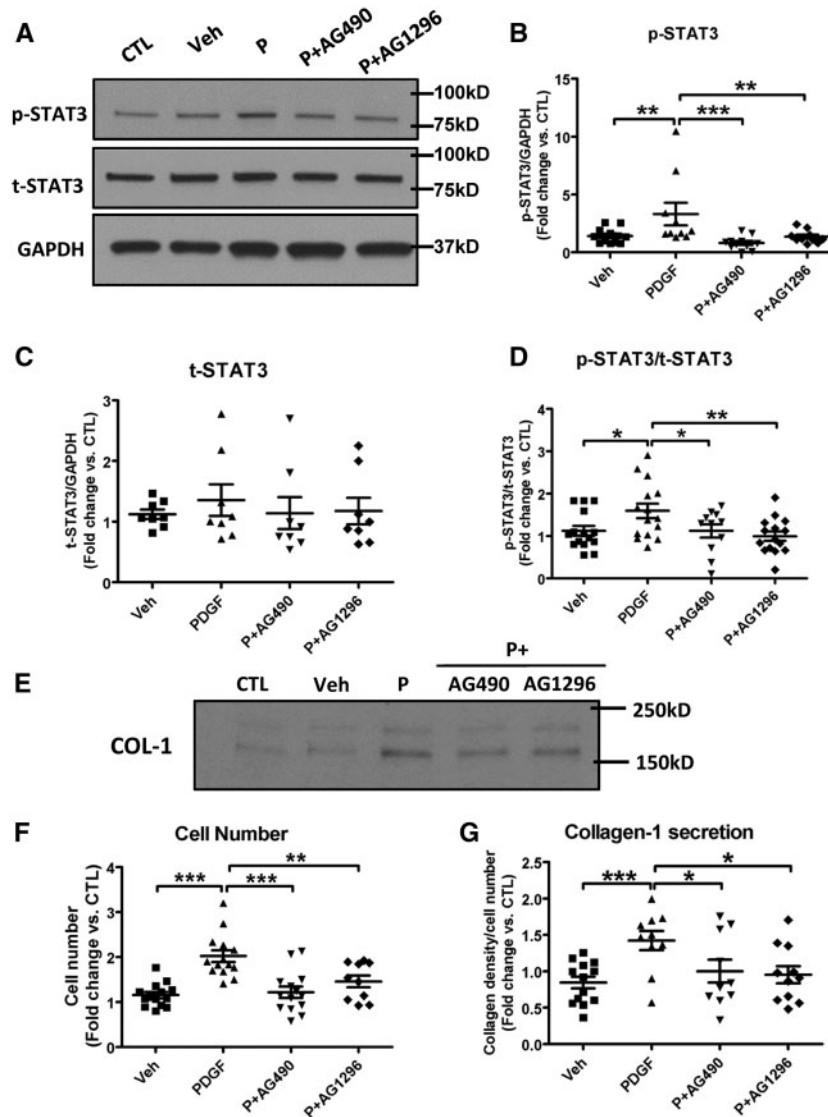 A
CTL Veh P P+AG490 P+AG1296
p-STAT3
100kD
75kD
t-STAT3
100kD
75kD
GAPDH
37kD
B
p-STAT3
p-STAT3/GAPDH
(Fold change vs. CTL)
15
10
5
0
** *** **
Veh PDGF P+AG490 P+AG1296
C
t-STAT3
t-STAT3/GAPDH
(Fold change vs. CTL)
3
2
1
0
Veh PDGF P+AG490 P+AG1296
D
p-STAT3/t-STAT3
p-STAT3/t-STAT3
(Fold change vs. CTL)
4
3
2
1
0
* * **
Veh PDGF P+AG490 P+AG1296
E
P+
CTL Veh P AG490 AG1296
COL-1
250kD
150kD
F
Cell Number
Cell number
(Fold change vs. CTL)
4
3
2
1
0
*** *** **
Veh PDGF P+AG490 P+AG1296
G
Collagen-1 secretion
Collagen density/cell number
(Fold change vs. CTL)
2.5
2.0
1.5
1.0
0.5
0.0
*** * *
Veh PDGF P+AG490 P+AG1296